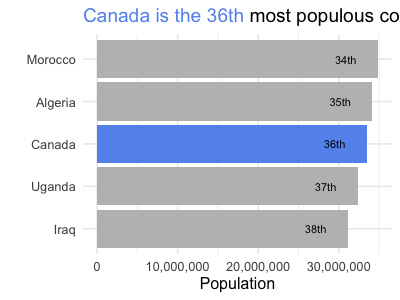 Canada is the 36th most populous co
Morocco 34th
Algeria 35th
Canada 36th
Uganda 37th
Iraq 38th
0 10,000,000 20,000,000 30,000,000
Population